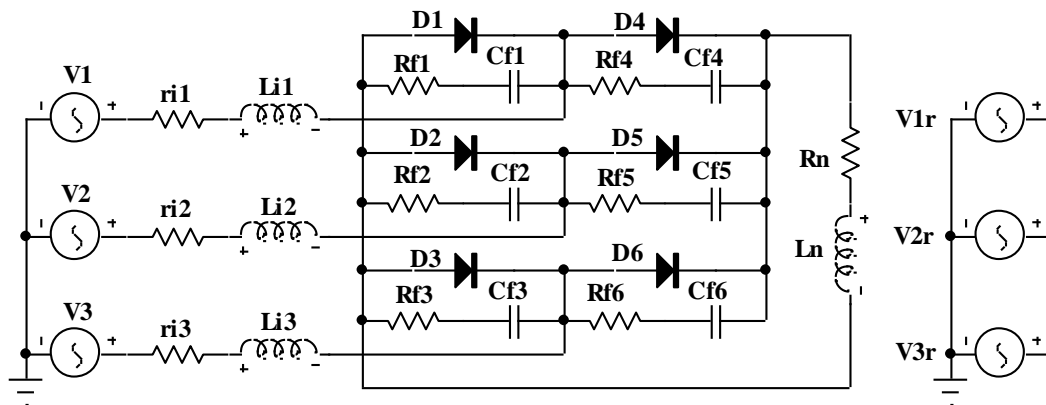 D1
D4
Rf1
Cf1
Rf4
Cf4
V1
ri1
Li1
D2
D5
Rf2
Cf2
Rf5
Cf5
V2
ri2
Li2
D3
D6
Rf3
Cf3
Rf6
Cf6
V3
ri3
Li3
Rn
Ln
V1r
V2r
V3r